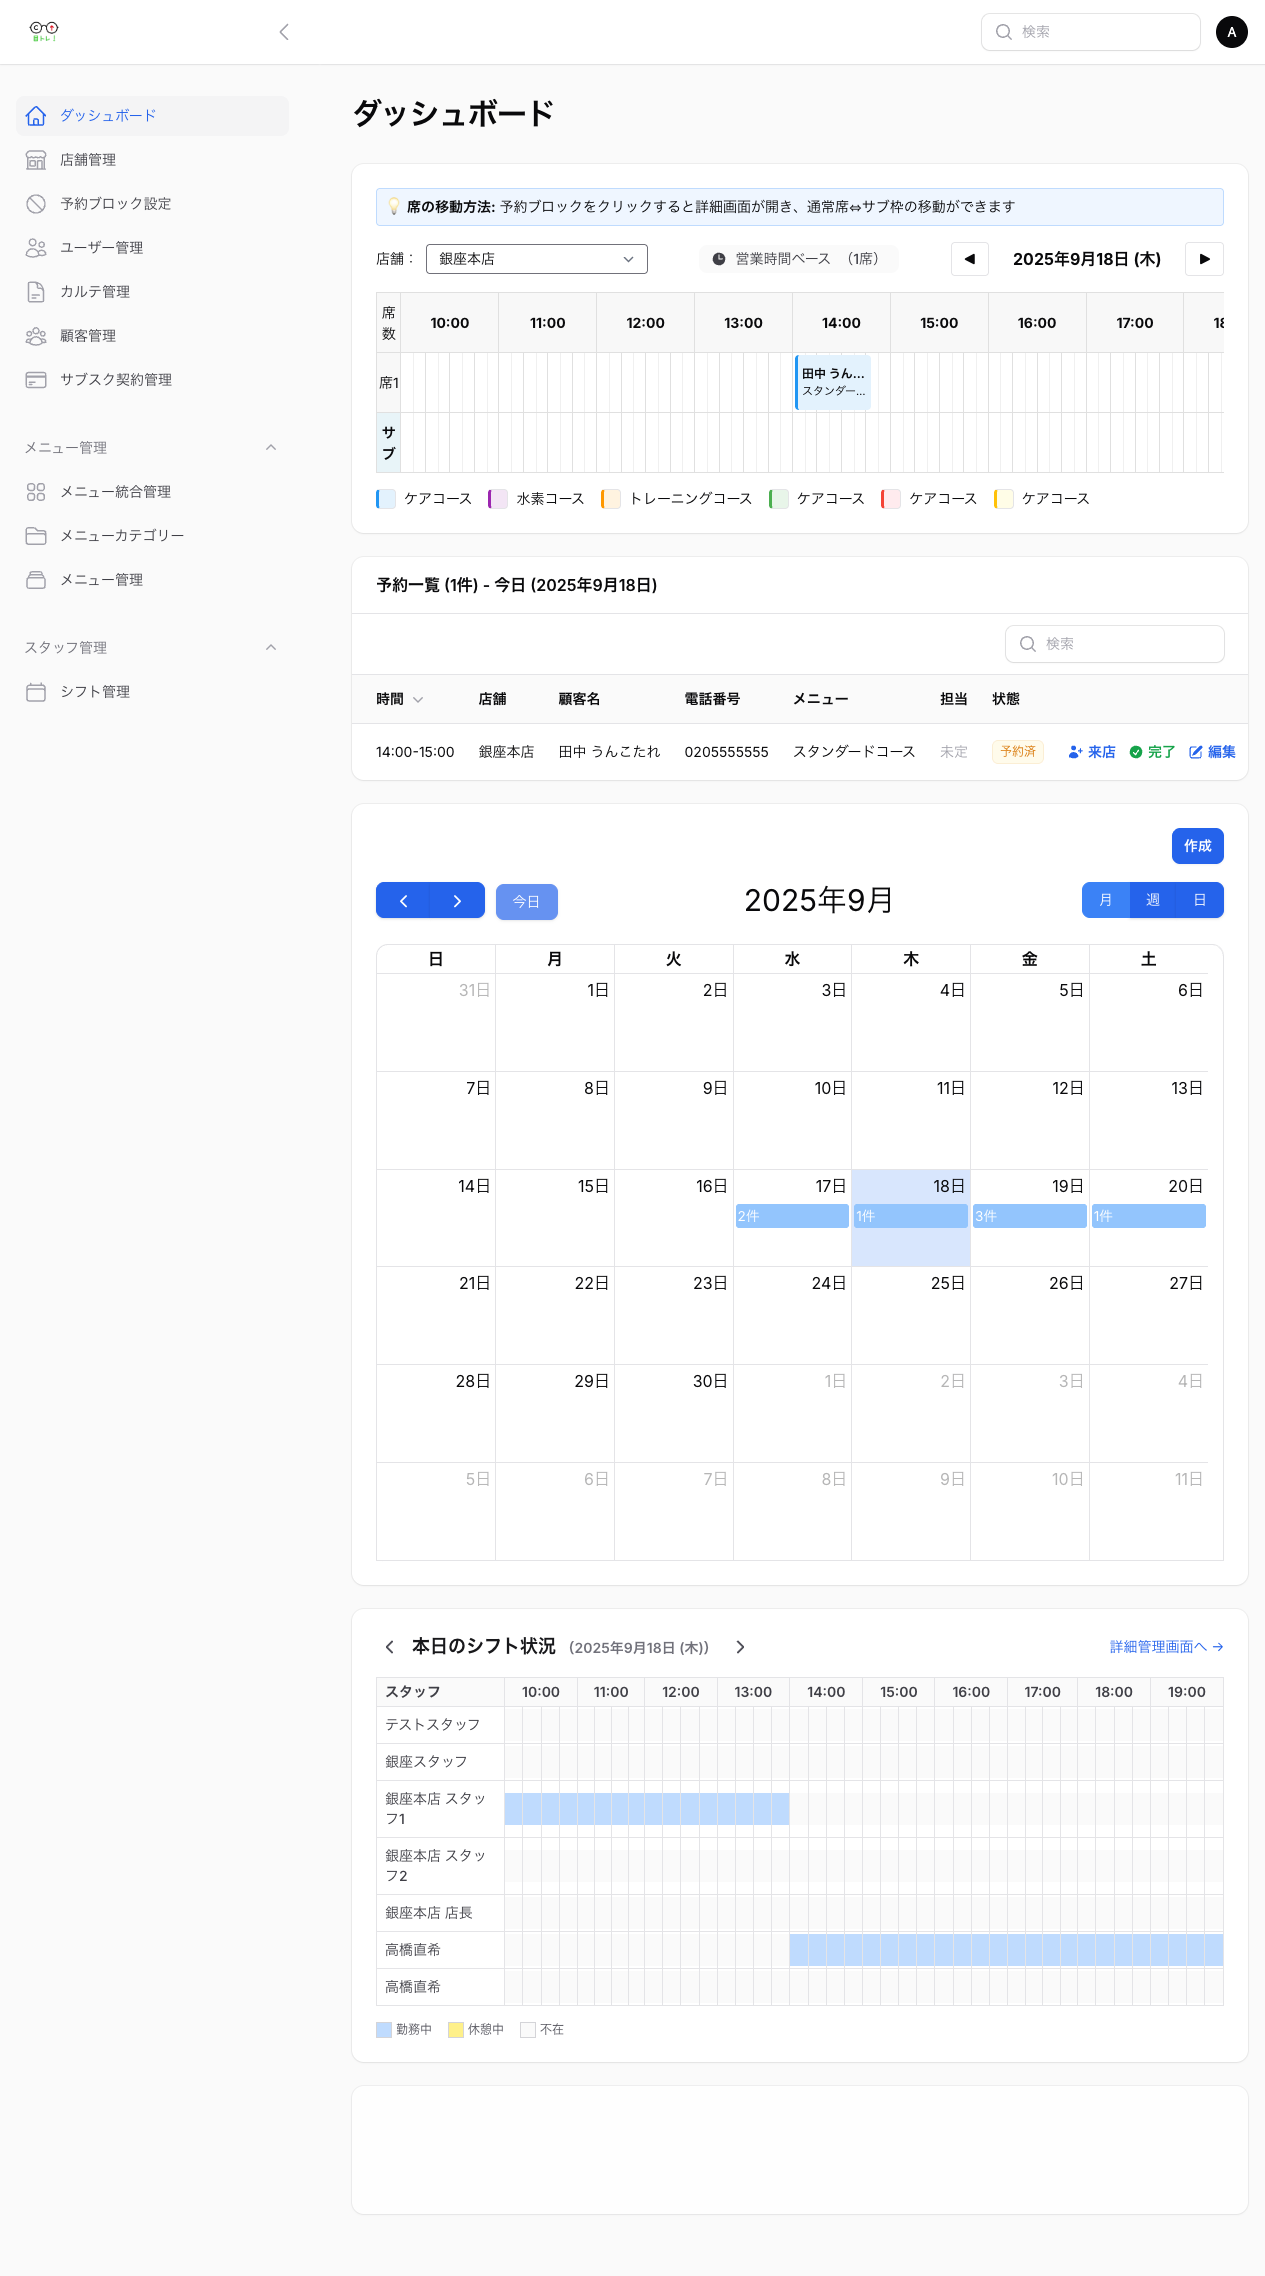 検索
A
ダッシュボード
店舗管理
予約ブロック設定
ユーザー管理
カルテ管理
顧客管理
サブスク契約管理
メニュー管理
メニュー統合管理
メニューカテゴリー
メニュー管理
スタッフ管理
シフト管理
ダッシュボード
💡 席の移動方法: 予約ブロックをクリックすると詳細画面が開き、通常席⇔サブ枠の移動ができます
店舗： 銀座本店 営業時間ベース （1席） ◀ 2025年9月18日 (木) ▶
席数 10:00 11:00 12:00 13:00 14:00 15:00 16:00 17:00 18
席1 田中 うん...
スタンダー...
サブ
ケアコース 水素コース トレーニングコース ケアコース ケアコース ケアコース
予約一覧 (1件) - 今日 (2025年9月18日)
検索
時間 店舗 顧客名 電話番号 メニュー 担当 状態
14:00-15:00 銀座本店 田中 うんこたれ 0205555555 スタンダードコース 未定 予約済 来店 完了 編集
作成
今日 2025年9月 月 週 日
日 月 火 水 木 金 土
31日 1日 2日 3日 4日 5日 6日
7日 8日 9日 10日 11日 12日 13日
14日 15日 16日 17日 18日 19日 20日
2件 1件 3件 1件
21日 22日 23日 24日 25日 26日 27日
28日 29日 30日 1日 2日 3日 4日
5日 6日 7日 8日 9日 10日 11日
本日のシフト状況 （2025年9月18日 (木)） 詳細管理画面へ →
スタッフ 10:00 11:00 12:00 13:00 14:00 15:00 16:00 17:00 18:00 19:00
テストスタッフ
銀座スタッフ
銀座本店 スタッ
フ1
銀座本店 スタッ
フ2
銀座本店 店長
高橋直希
高橋直希
勤務中 休憩中 不在